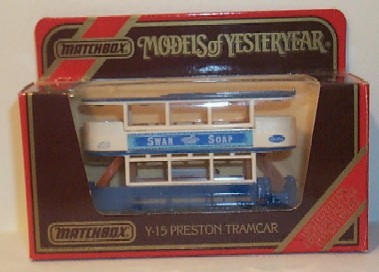 MATCHBOX
MODELS of YESTERYEAR
SWAN SOAP
MATCHBOX
Y-15 PRESTON TRAMCAR